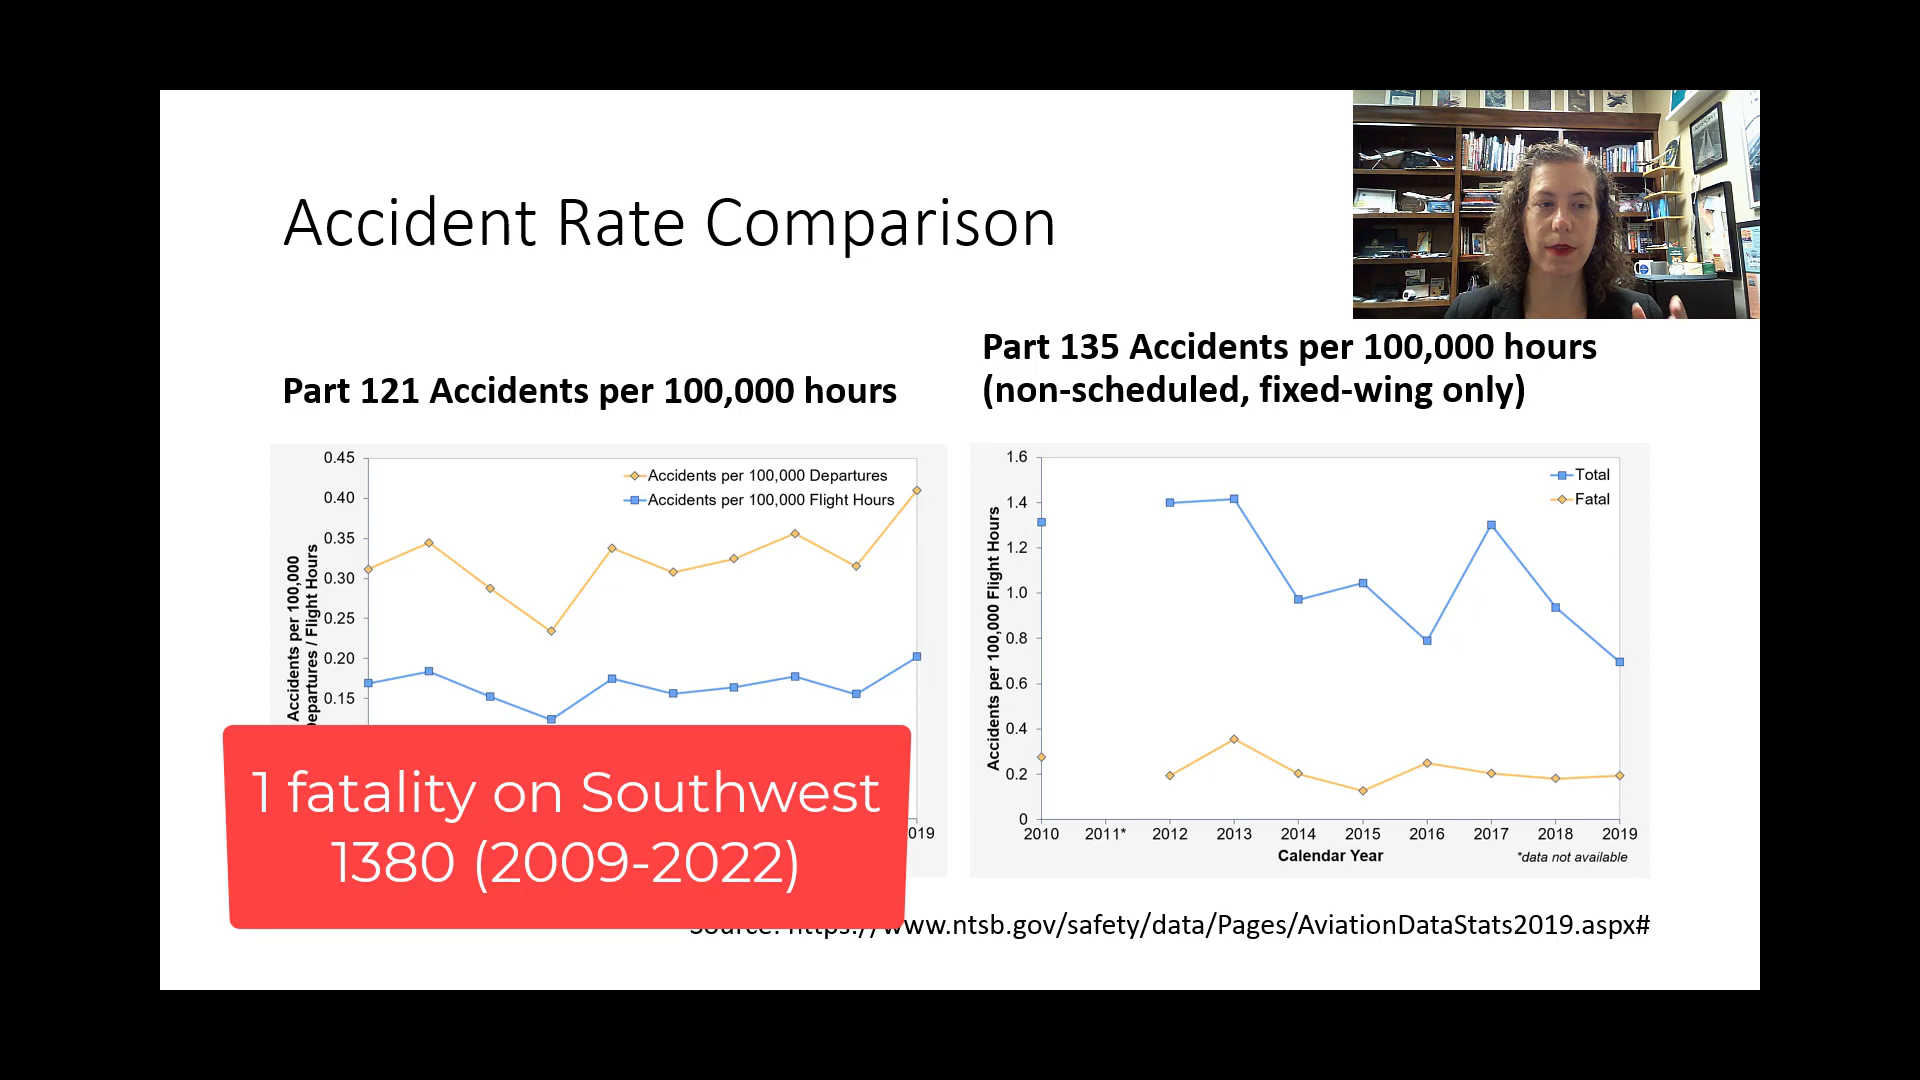 Accident Rate Comparison
Part 121 Accidents per 100,000 hours
Part 135 Accidents per 100,000 hours
(non-scheduled, fixed-wing only)
0.45
0.40
0.35
0.30
0.25
0.20
0.15
Accidents per 100,000
Departures / Flight Hours
Accidents per 100,000 Departures
Accidents per 100,000 Flight Hours
019
1 fatality on Southwest
1380 (2009-2022)
1.6
1.4
1.2
1.0
0.8
0.6
0.4
0.2
0
Accidents per 100,000 Flight Hours
Total
Fatal
2010 2011* 2012 2013 2014 2015 2016 2017 2018 2019
Calendar Year
*data not available
Source: https://www.ntsb.gov/safety/data/Pages/AviationDataStats2019.aspx#